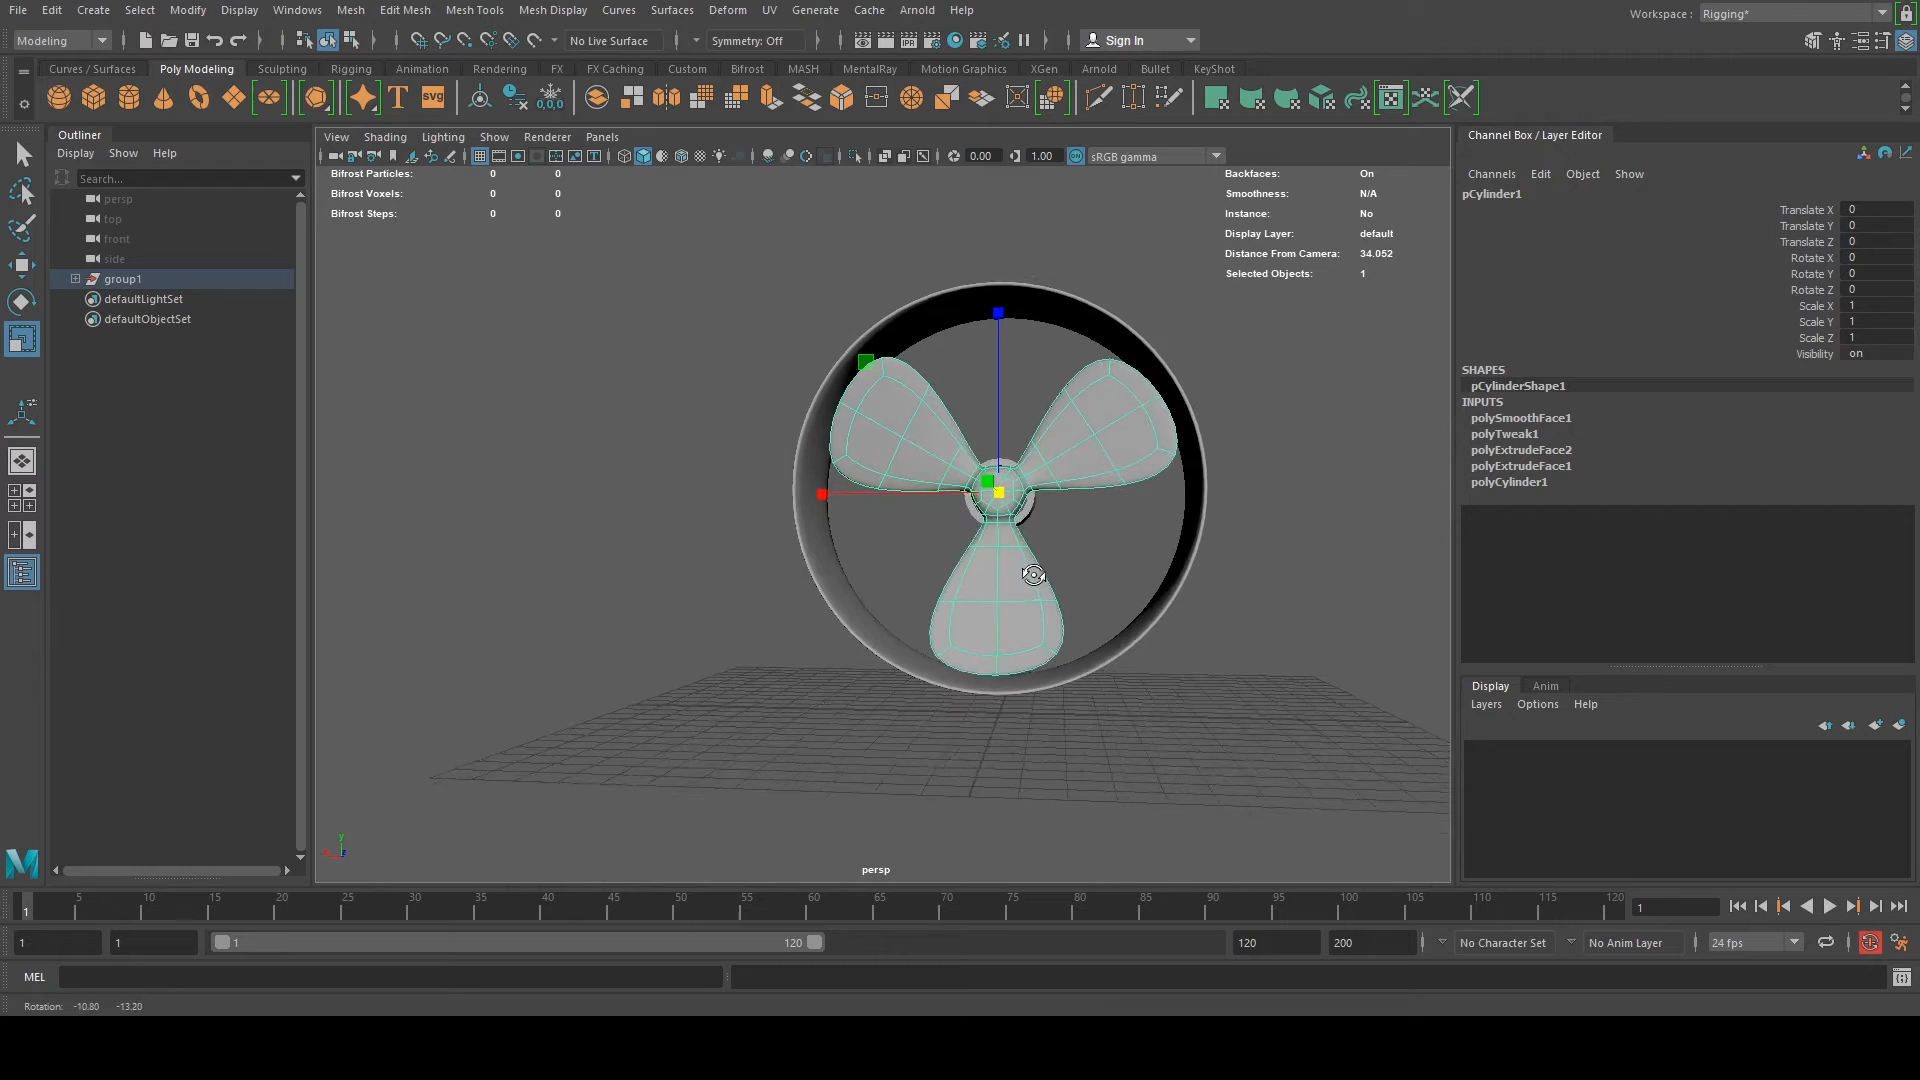 File Edit Create Select Modify Display Windows Mesh Edit Mesh Mesh Tools Mesh Display Curves Surfaces Deform UV Generate Cache Arnold Help Workspace : Rigging*
Modeling No Live Surface Symmetry: Off Sign In
Curves / Surfaces Poly Modeling Sculpting Rigging Animation Rendering FX FX Caching Custom Bifrost MASH MentalRay Motion Graphics XGen Arnold Bullet KeyShot
T SVG 0,0,0
Outliner
Display Show Help
Search...
persp
top
front
side
group1
defaultLightSet
defaultObjectSet
View Shading Lighting Show Renderer Panels
0.00 1.00 sRGB gamma
Bifrost Particles: 0 0
Bifrost Voxels: 0 0
Bifrost Steps: 0 0
Backfaces: On
Smoothness: N/A
Instance: No
Display Layer: default
Distance From Camera: 34.052
Selected Objects: 1
persp
Channel Box / Layer Editor
Channels Edit Object Show
pCylinder1
Translate X 0
Translate Y 0
Translate Z 0
Rotate X 0
Rotate Y 0
Rotate Z 0
Scale X 1
Scale Y 1
Scale Z 1
Visibility on
SHAPES
pCylinderShape1
INPUTS
polySmoothFace1
polyTweak1
polyExtrudeFace2
polyExtrudeFace1
polyCylinder1
Display Anim
Layers Options Help
1 5 10 15 20 25 30 35 40 45 50 55 60 65 70 75 80 85 90 95 100 105 110 115 120 1
1 1 1 120 120 200 No Character Set No Anim Layer 24 fps
MEL
Rotation: -10.80 -13.20